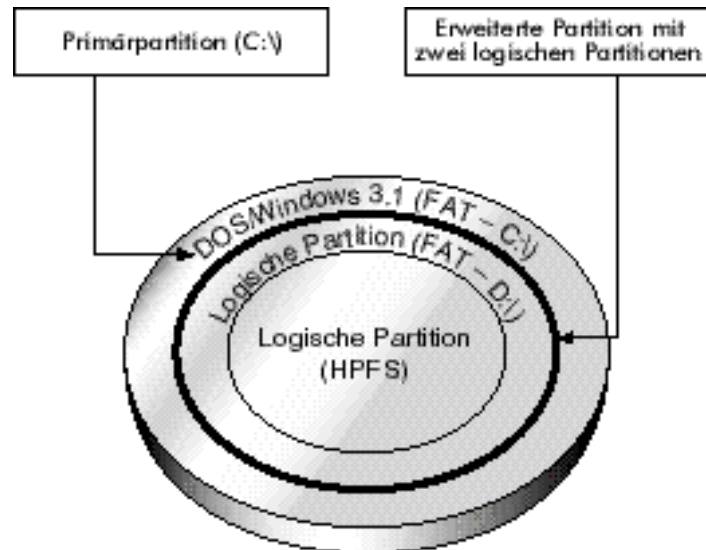 Primärpartition (C:\)
Erweiterte Partition mit
zwei logischen Partitionen
DOS/Windows 3.1 (FAT – C:\)
Logische Partition (FAT – D:\)
Logische Partition
(HPFS)